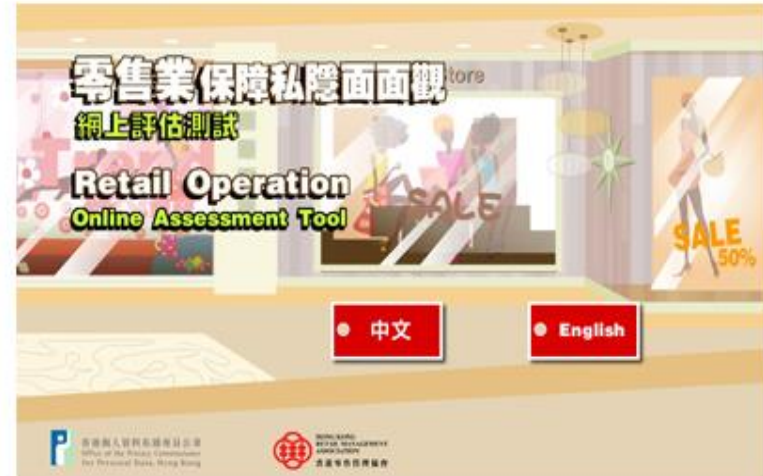 零售業保障私隱面面觀
網上評估測試
Retail Operation
Online Assessment Tool
Store
Trend
SALE
SALE
50%
中文
English
香港個人資料私隱專員公署
Office of the Privacy Commissioner
for Personal Data, Hong Kong
HONG KONG
RETAIL MANAGEMENT
ASSOCIATION
香港零售管理協會